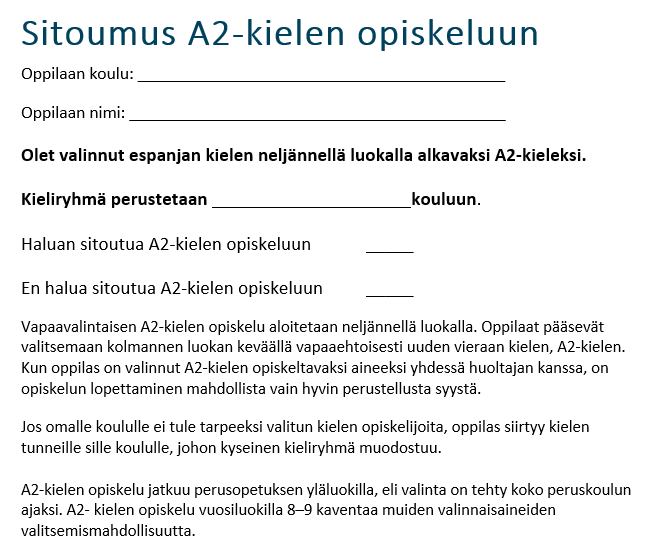 Sitoumus A2-kielen opiskeluun
Oppilaan koulu: ___________________________________________
Oppilaan nimi: ____________________________________________
Olet valinnut espanjan kielen neljännellä luokalla alkavaksi A2-kieleksi.
Kieliryhmä perustetaan ______________________kouluun.
Haluan sitoutua A2-kielen opiskeluun _____
En halua sitoutua A2-kielen opiskeluun _____
Vapaavalintaisen A2-kielen opiskelu aloitetaan neljännellä luokalla. Oppilaat pääsevät
valitsemaan kolmannen luokan keväällä vapaaehtoisesti uuden vieraan kielen, A2-kielen.
Kun oppilas on valinnut A2-kielen opiskeltavaksi aineeksi yhdessä huoltajan kanssa, on
opiskelun lopettaminen mahdollista vain hyvin perustellusta syystä.
Jos omalle koululle ei tule tarpeeksi valitun kielen opiskelijoita, oppilas siirtyy kielen
tunneille sille koululle, johon kyseinen kieliryhmä muodostuu.
A2-kielen opiskelu jatkuu perusopetuksen yläluokilla, eli valinta on tehty koko peruskoulun
ajaksi. A2- kielen opiskelu vuosiluokilla 8–9 kaventaa muiden valinnaisaineiden
valitsemismahdollisuutta.